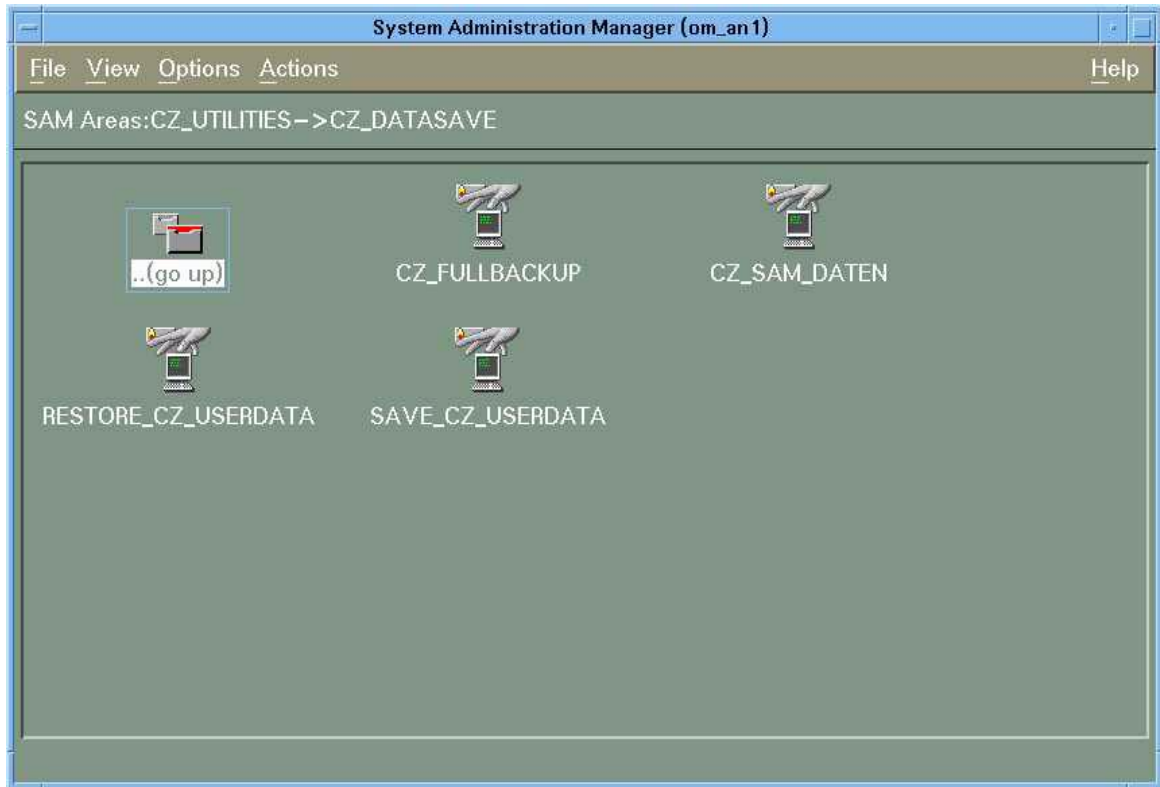 System Administration Manager (om_an1)
File View Options Actions Help
SAM Areas:CZ_UTILITIES->CZ_DATASAVE
..(go up)
CZ_FULLBACKUP
CZ_SAM_DATEN
RESTORE_CZ_USERDATA
SAVE_CZ_USERDATA